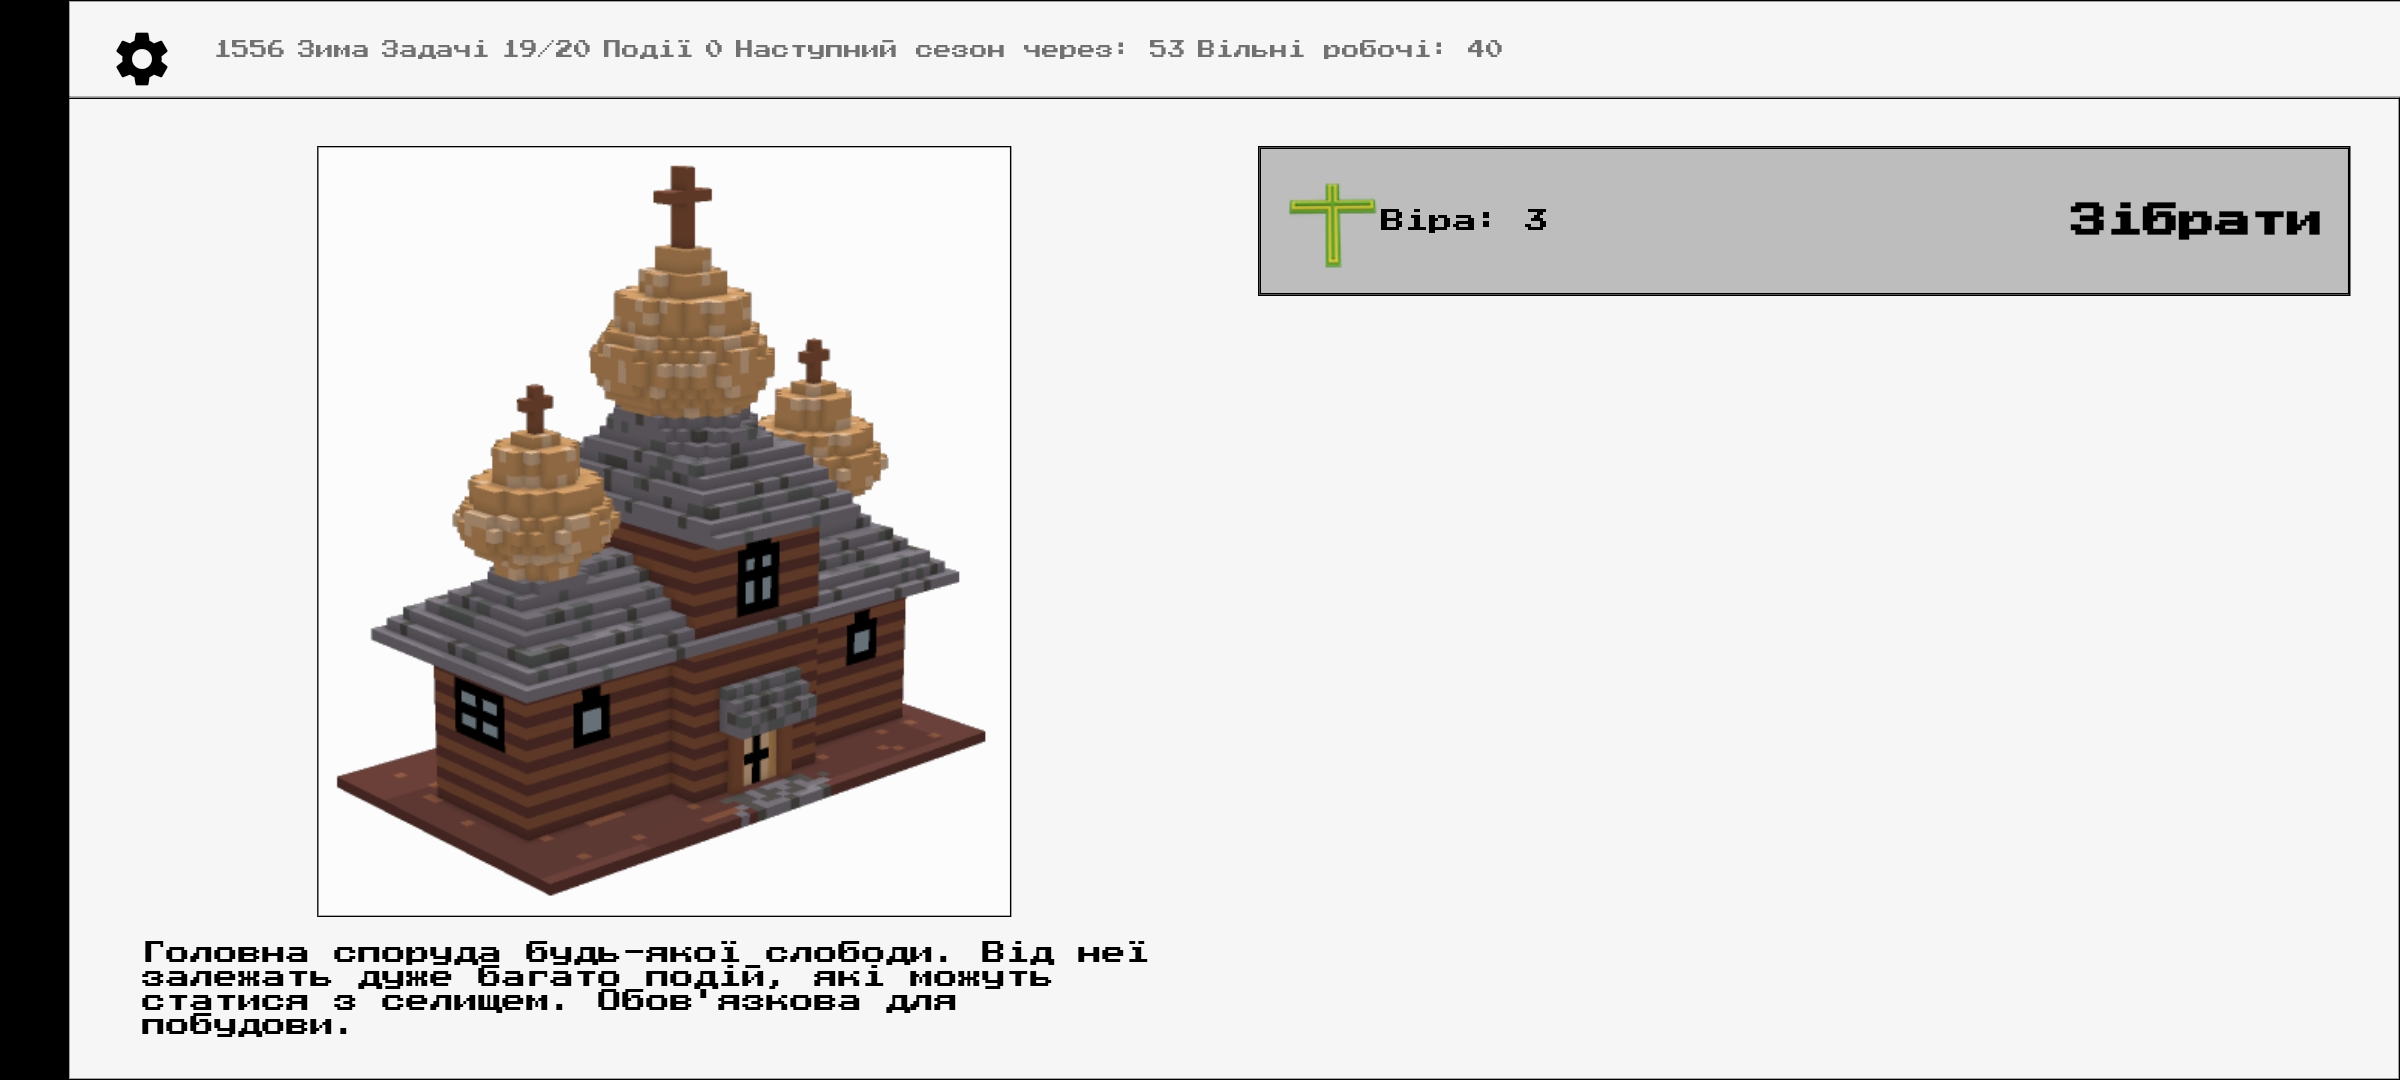 1556 Зима Задачі 19/20 Події 0 Наступний сезон через: 53 Вільні робочі: 40
Віра: 3
Зібрати
Головна споруда будь-якої слободи. Від неї
залежать дуже багато подій, які можуть
статися з селищем. Обов'язкова для
побудови.